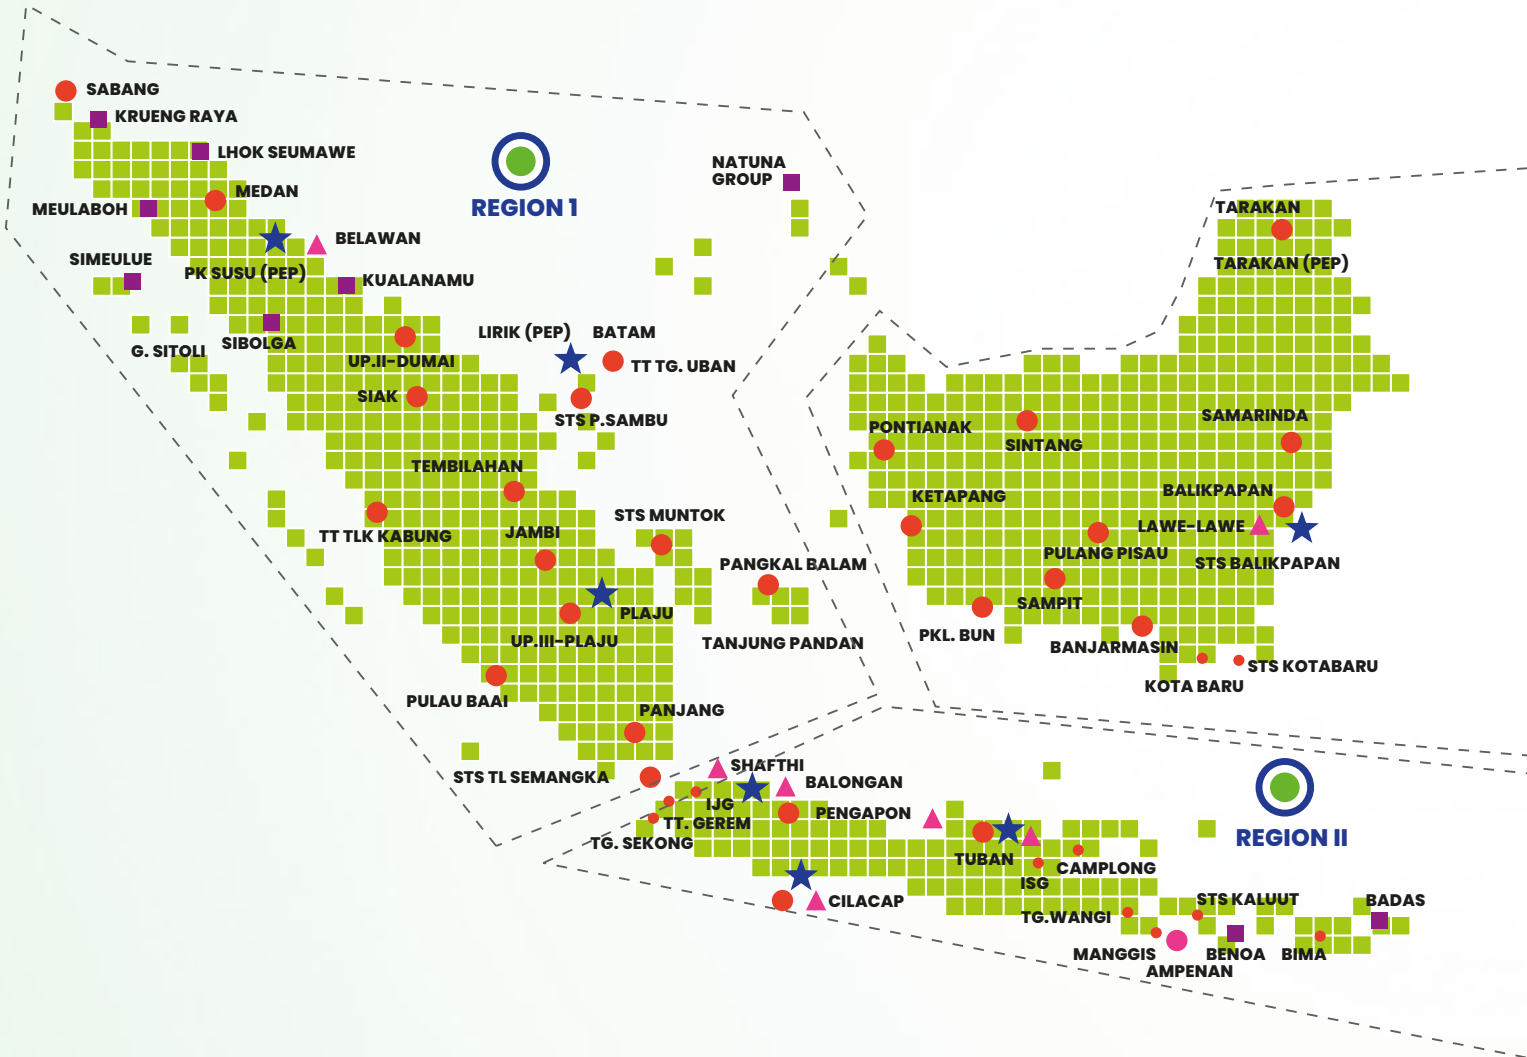 SABANG
KRUENG RAYA
LHOK SEUMAWE
MEDAN
MEULABOH
BELAWAN
SIMEULUE
PK SUSU (PEP)
KUALANAMU
G. SITOLI
SIBOLGA
UP.II-DUMAI
SIAK
REGION 1
NATUNA
GROUP
LIRIK (PEP)
BATAM
TT TG. UBAN
STS P.SAMBU
TEMBILAHAN
TT TLK KABUNG
JAMBI
STS MUNTOK
PANGKAL BALAM
PLAJU
UP.III-PLAJU
TANJUNG PANDAN
PULAU BAAI
PANJANG
STS TL SEMANGKA
TARAKAN
TARAKAN (PEP)
PONTIANAK
SINTANG
SAMARINDA
KETAPANG
BALIKPAPAN
LAWE-LAWE
PULANG PISAU
STS BALIKPAPAN
SAMPIT
PKL. BUN
BANJARMASIN
STS KOTABARU
KOTA BARU
SHAFTHI
BALONGAN
IJG
PENGAPON
TT. GEREM
TG. SEKONG
REGION II
TUBAN
CAMPLONG
ISG
CILACAP
TG.WANGI
STS KALUUT
BADAS
MANGGIS
BENOA
BIMA
AMPENAN